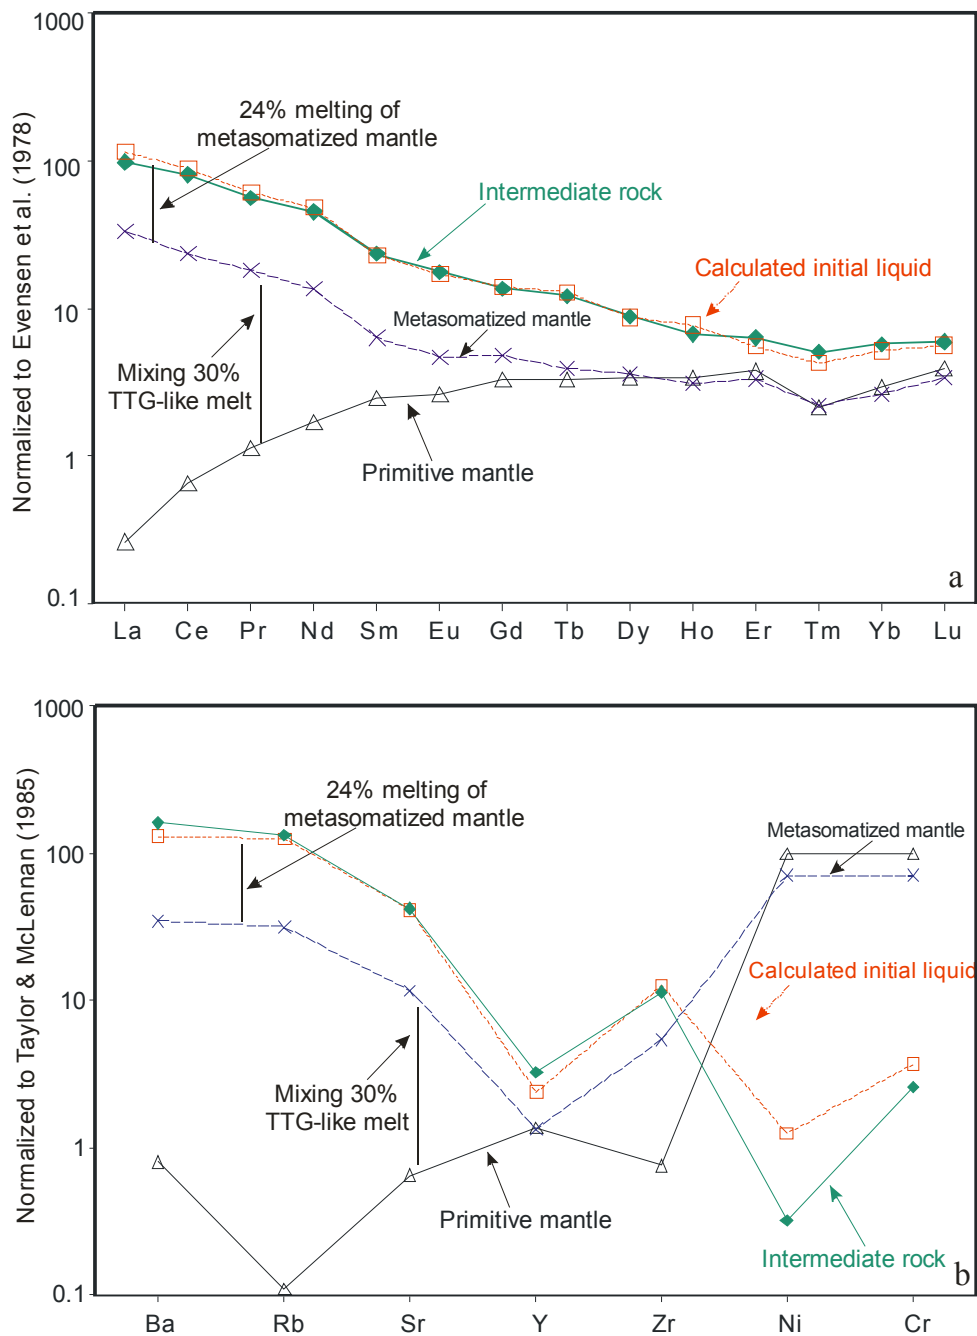 Normalized to Evensen et al. (1978)
1000
100
10
1
0.1
24% melting of
metasomatized mantle
Intermediate rock
Calculated initial liquid
Metasomatized mantle
Mixing 30%
TTG-like melt
Primitive mantle
a
La Ce Pr Nd Sm Eu Gd Tb Dy Ho Er Tm Yb Lu
Normalized to Taylor & McLennan (1985)
1000
100
10
1
0.1
24% melting of
metasomatized mantle
Metasomatized mantle
Calculated initial liquid
Mixing 30%
TTG-like melt
Primitive mantle
Intermediate rock
b
Ba Rb Sr Y Zr Ni Cr